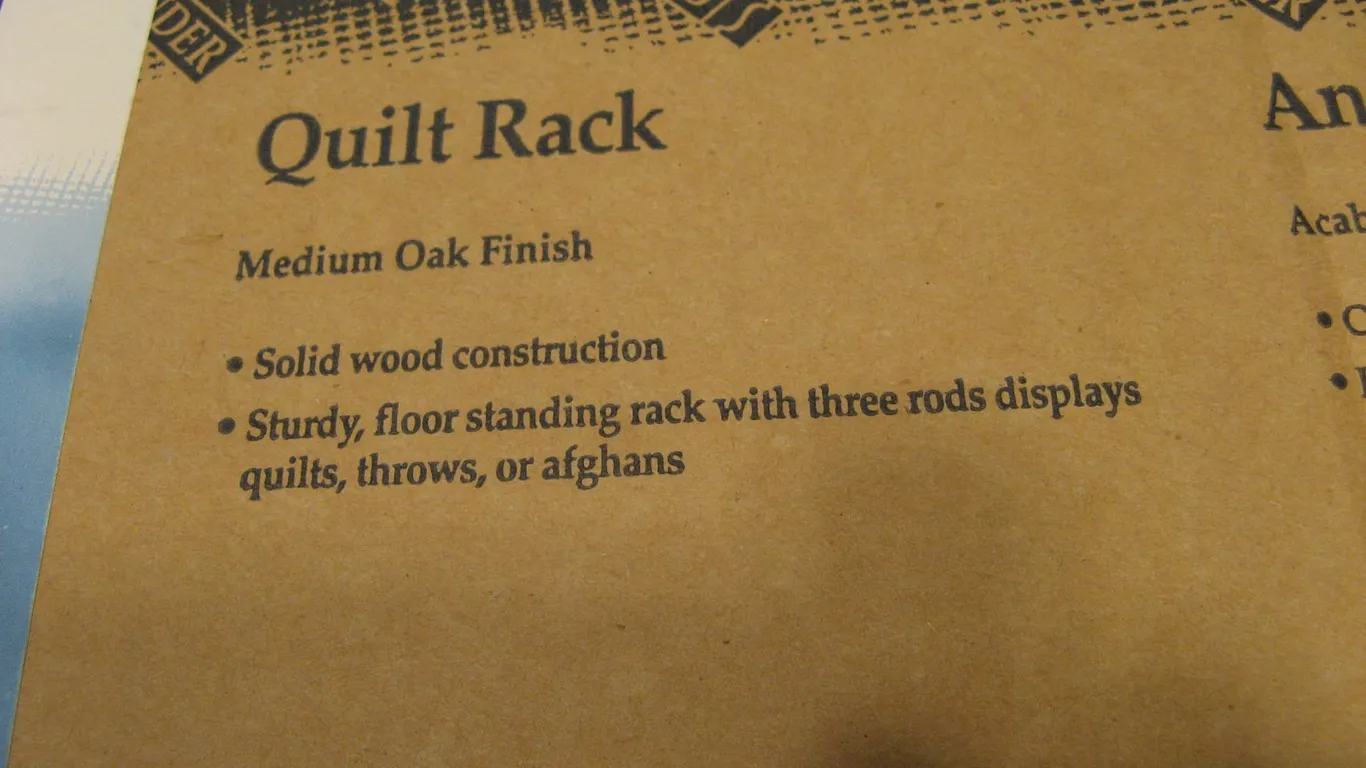 Quilt Rack
Medium Oak Finish
• Solid wood construction
• Sturdy, floor standing rack with three rods displays
quilts, throws, or afghans